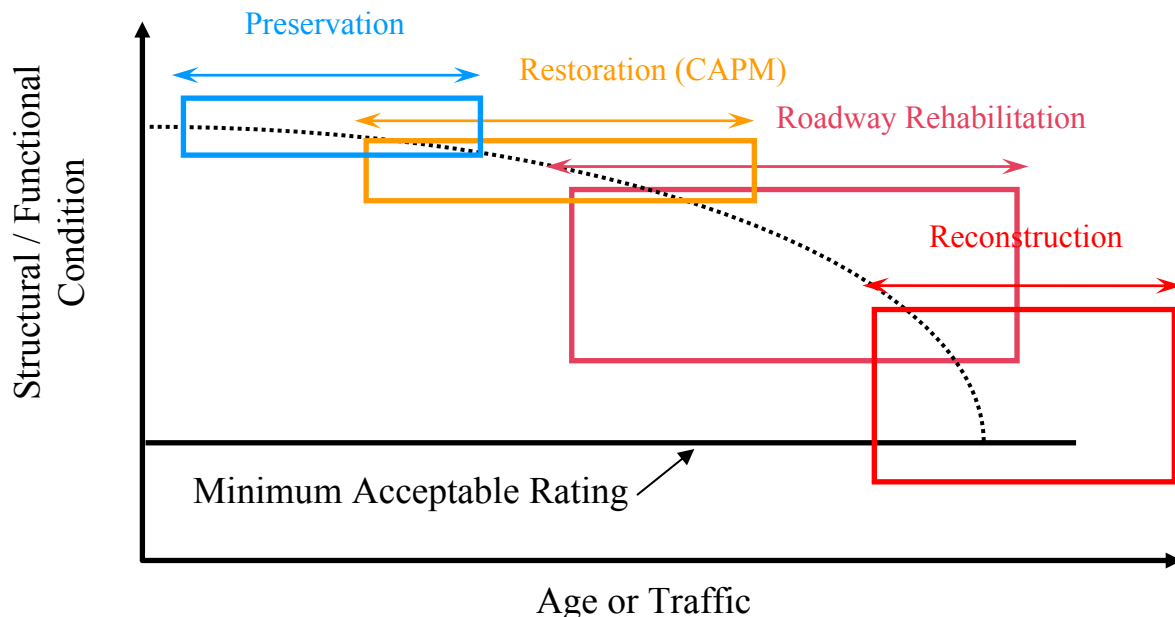 Preservation
Restoration (CAPM)
Roadway Rehabilitation
Reconstruction
Structural / Functional
Condition
Minimum Acceptable Rating
Age or Traffic